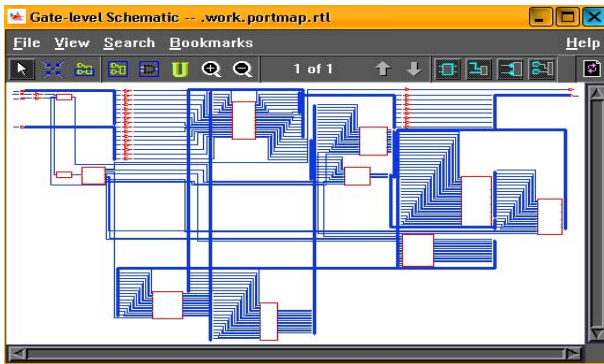 Gate-level Schematic -- .work.portmap.rtl
File View Search Bookmarks Help
1 of 1